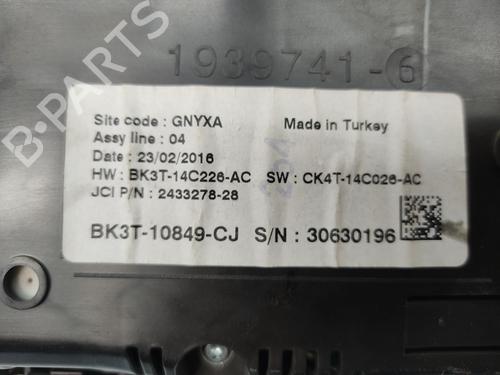 1939741-6
Site code : GNYXA Made in Turkey
Assy line : 04
Date : 23/02/2016
HW: BK3T-14C226-AC SW: CK4T-14C026-AC
JCI P/N : 2433278-28
BK3T-10849-CJ S/N : 30630196
B-PARTS